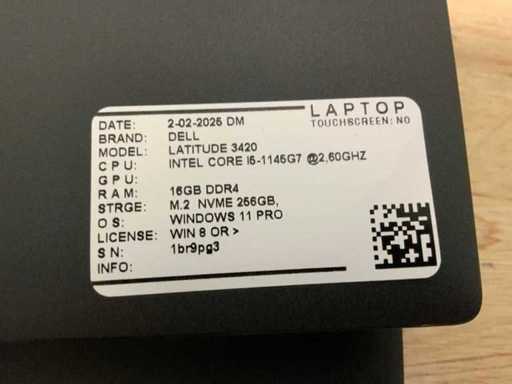 LAPTOP
TOUCHSCREEN: NO
DATE: 2-02-2025 DM
BRAND: DELL
MODEL: LATITUDE 3420
CPU: INTEL CORE I5-1145G7 @2,60GHZ
GPU:
RAM: 16GB DDR4
STRGE: M.2 NVME 256GB,
OS: WINDOWS 11 PRO
LICENSE: WIN 8 OR >
SN: 1br9pg3
INFO: